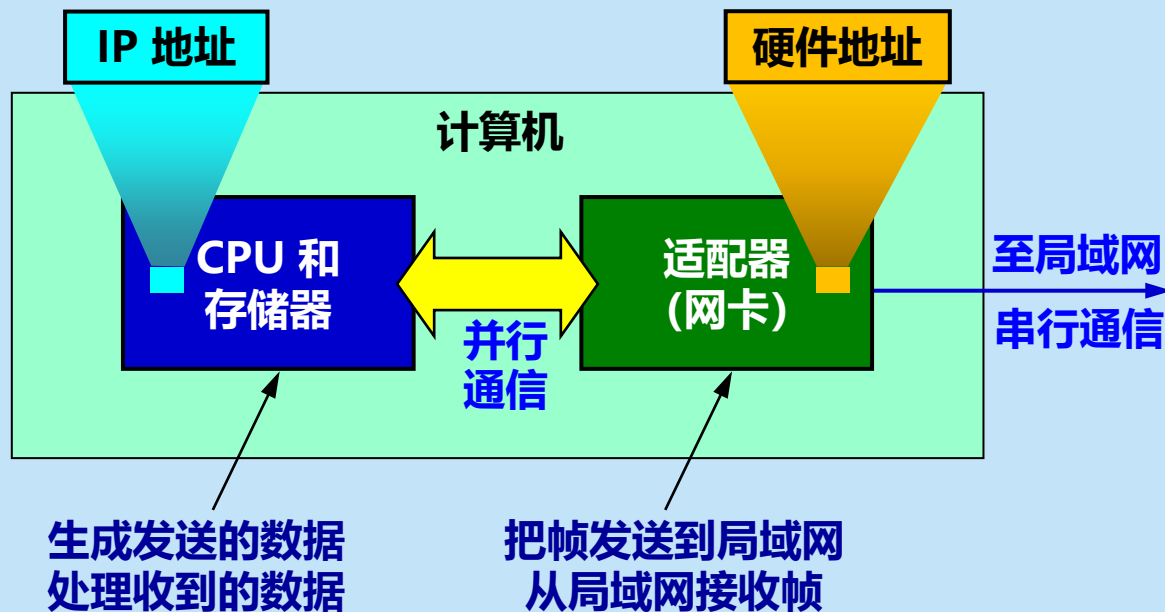 IP 地址
硬件地址
计算机
CPU 和
存储器
适配器
(网卡)
并行
通信
至局域网
串行通信
生成发送的数据
处理收到的数据
把帧发送到局域网
从局域网接收帧